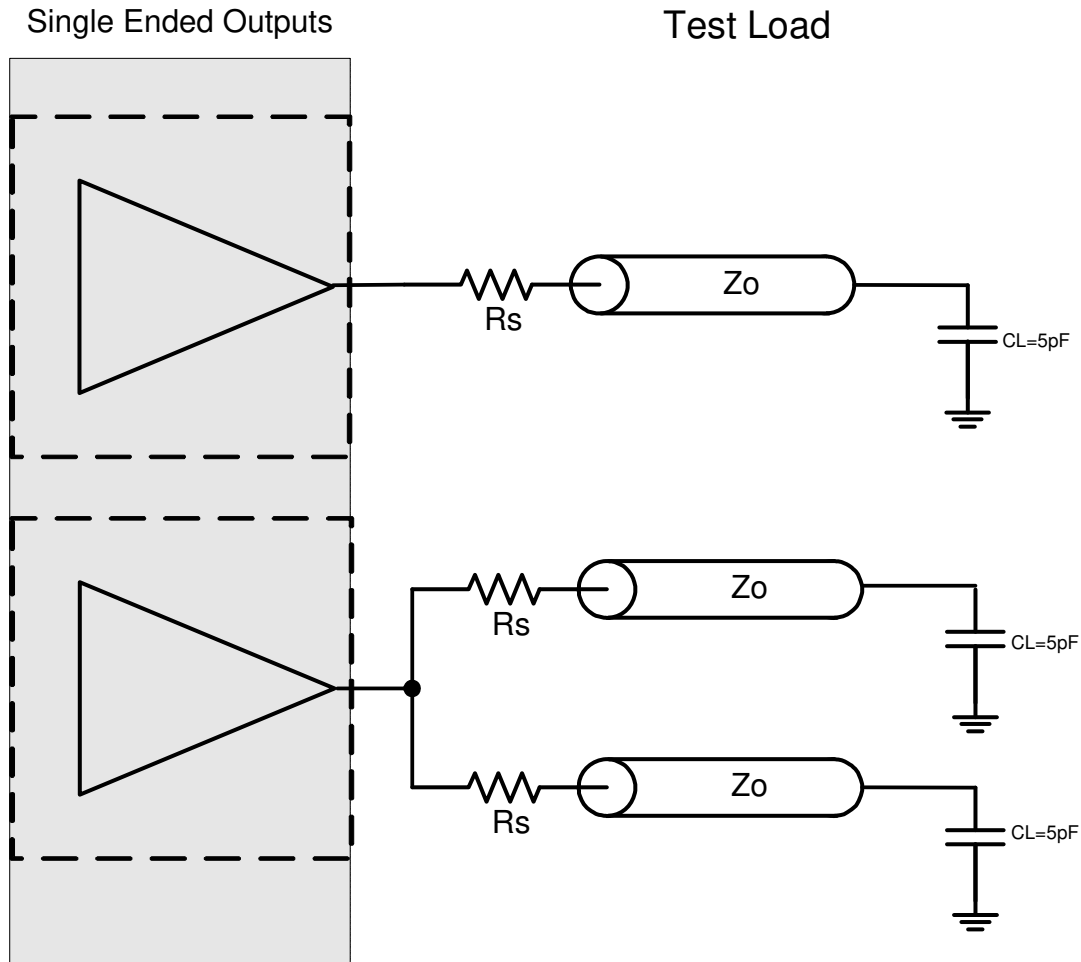 Single Ended Outputs
Test Load
Zo
Rs
CL=5pF
Zo
Rs
CL=5pF
Zo
Rs
CL=5pF